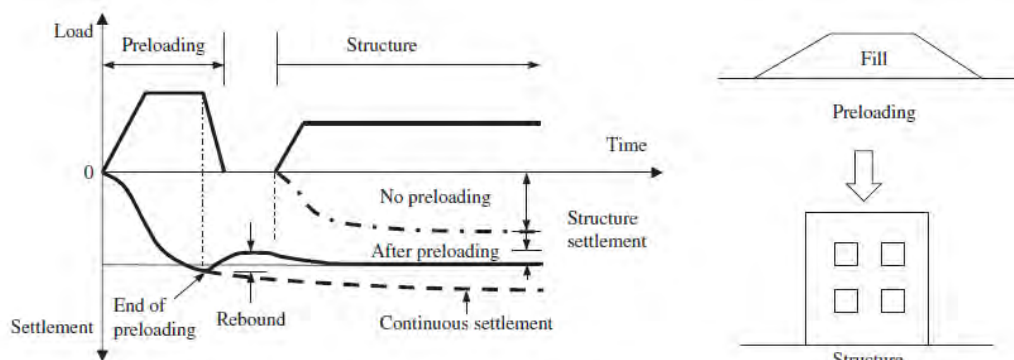 Load
Preloading
Structure
Time
0
No preloading
Structure
settlement
After preloading
End of
preloading
Rebound
Continuous settlement
Settlement
Fill
Preloading
Structure